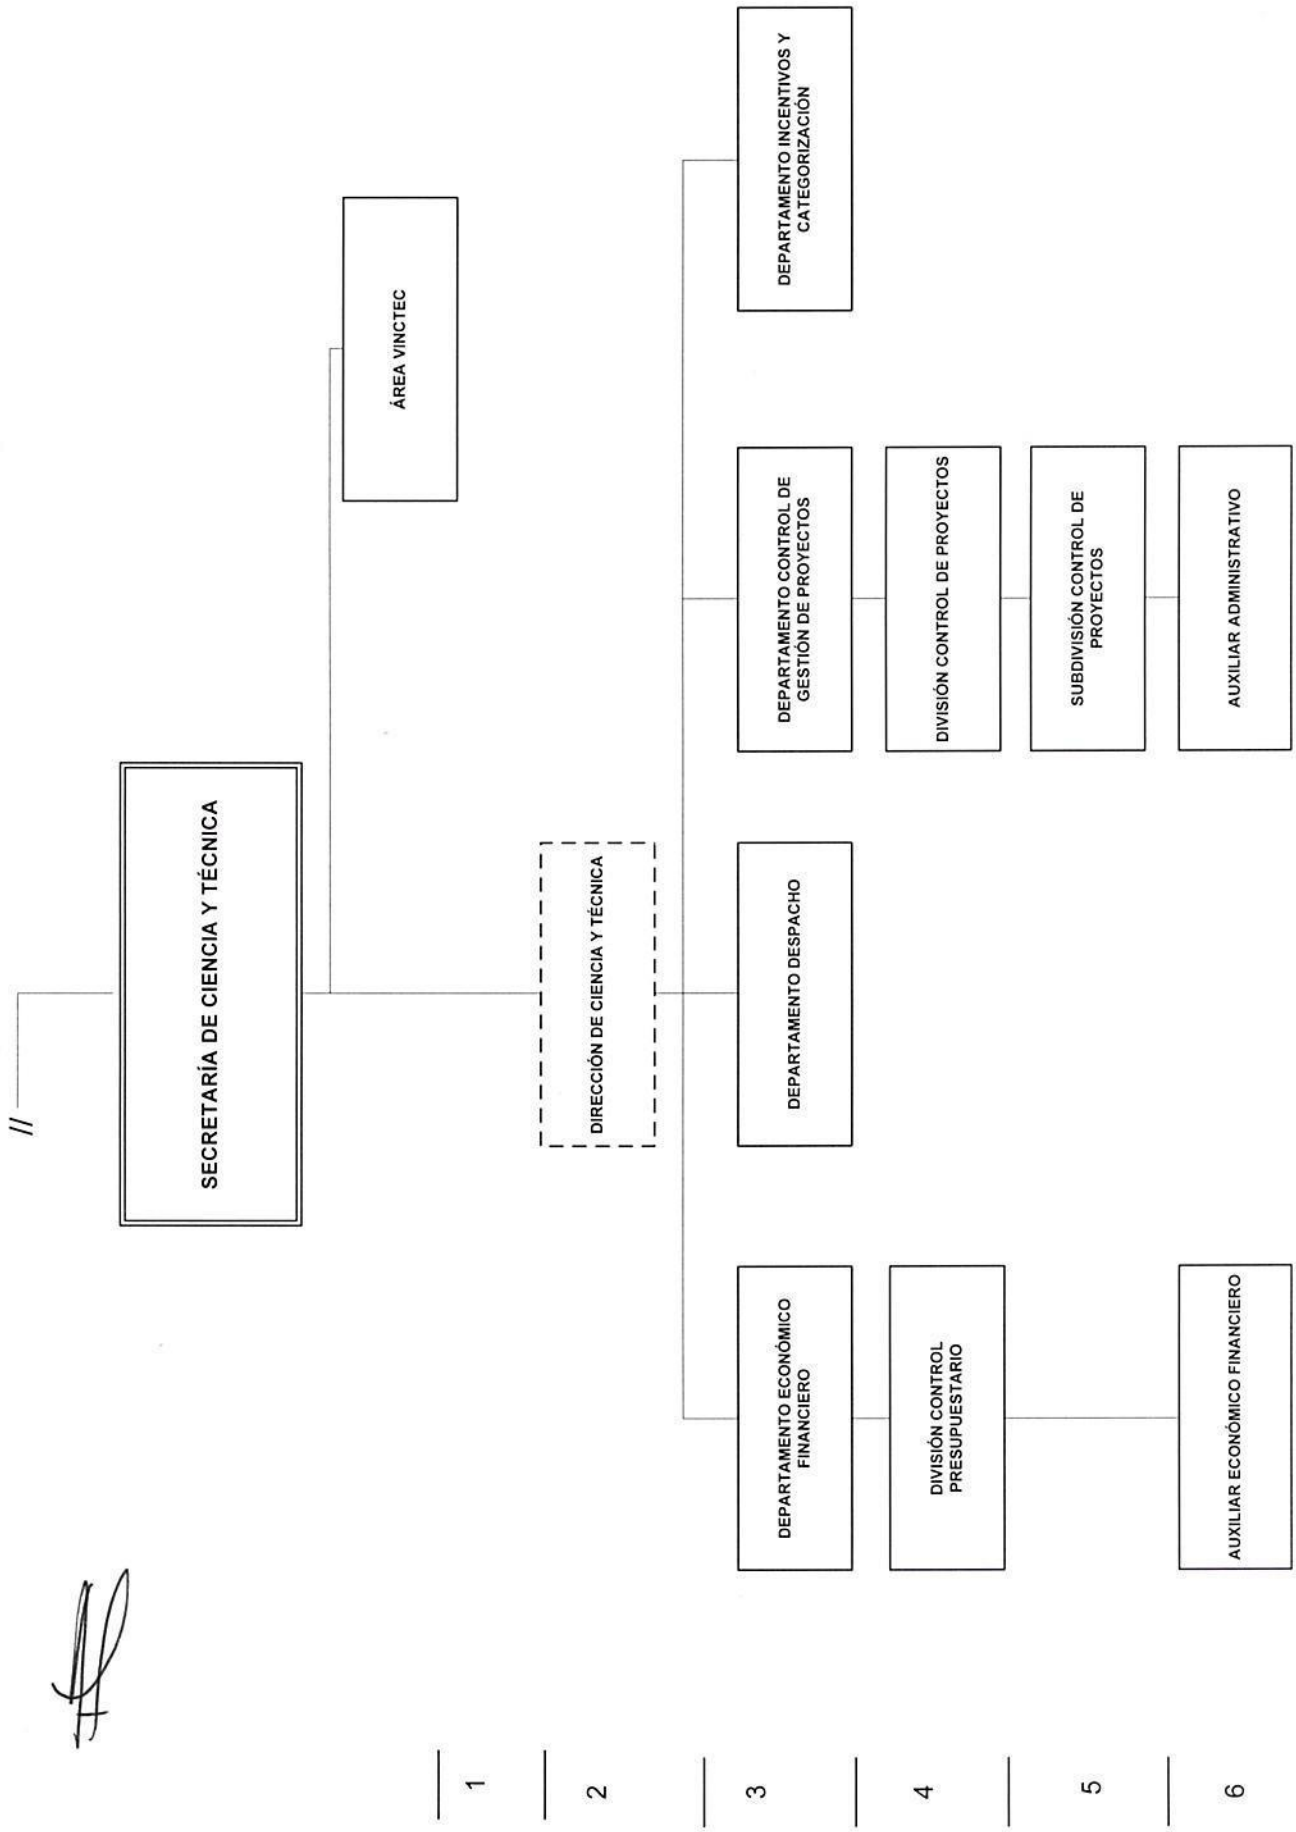 //
SECRETARÍA DE CIENCIA Y TÉCNICA
ÁREA VINCTEC
1
DIRECCIÓN DE CIENCIA Y TÉCNICA
2
DEPARTAMENTO ECONÓMICO
FINANCIERO
DEPARTAMENTO DESPACHO
DEPARTAMENTO CONTROL DE
GESTIÓN DE PROYECTOS
DEPARTAMENTO INCENTIVOS Y
CATEGORIZACIÓN
3
DIVISIÓN CONTROL
PRESUPUESTARIO
DIVISIÓN CONTROL DE PROYECTOS
4
SUBDIVISIÓN CONTROL DE
PROYECTOS
5
AUXILIAR ECONÓMICO FINANCIERO
AUXILIAR ADMINISTRATIVO
6